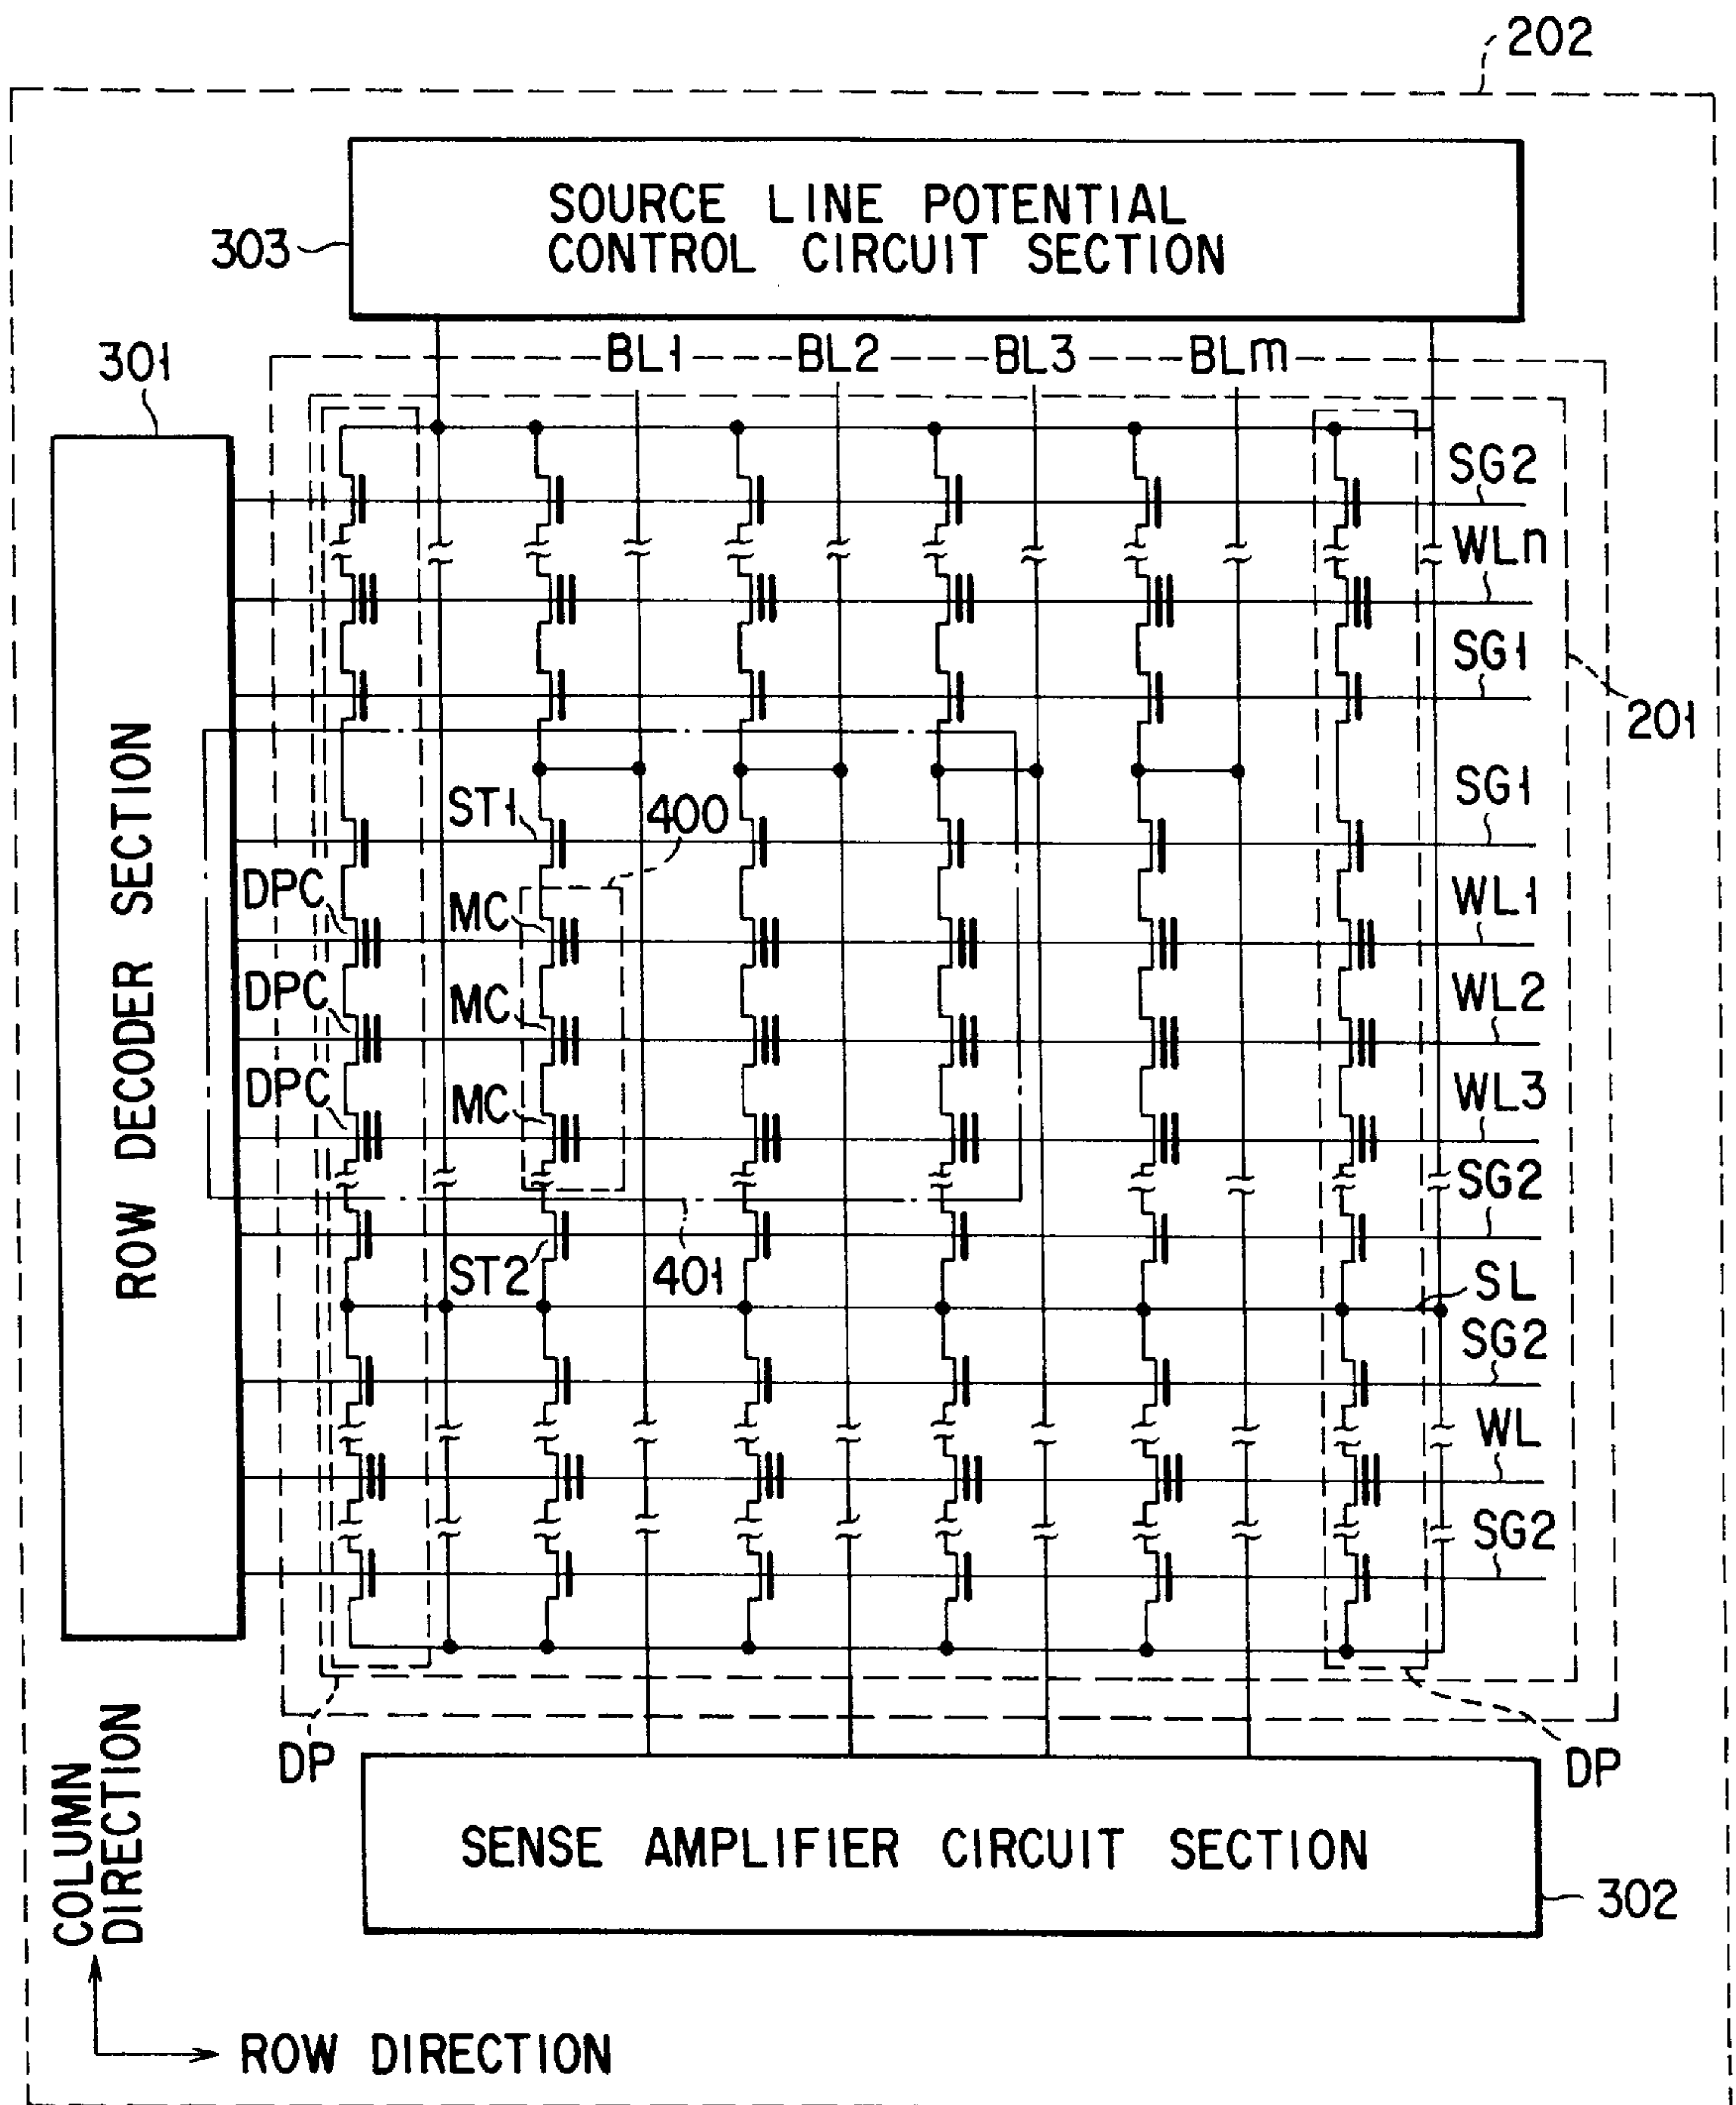 202
SOURCE LINE POTENTIAL
CONTROL CIRCUIT SECTION
303
301
BL1
BL2
BL3
BLm
SG2
WLn
SG1
201
SG1
ST1
400
DPC
MC
WL1
DPC
MC
WL2
DPC
MC
WL3
SG2
ST2
401
SL
SG2
WL
SG2
ROW DECODER SECTION
DP
DP
SENSE AMPLIFIER CIRCUIT SECTION
302
COLUMN
DIRECTION
ROW DIRECTION